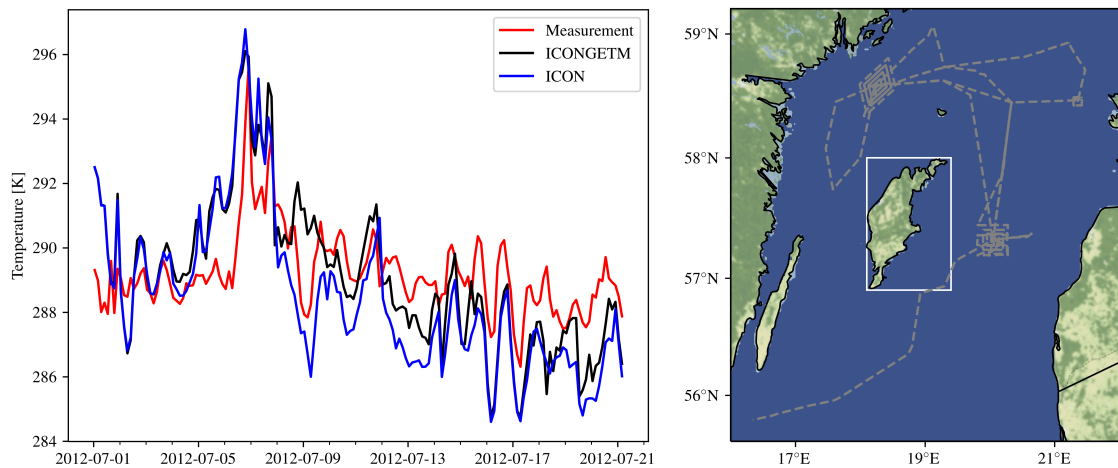 Measurement
ICONGETM
ICON
Temperature [K]
296
294
292
290
288
286
284
2012-07-01
2012-07-05
2012-07-09
2012-07-13
2012-07-17
2012-07-21
59°N
58°N
57°N
56°N
17°E
19°E
21°E